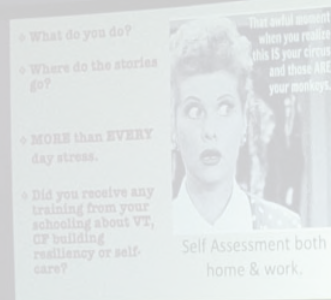 What do you do?
Where do the stories
go?
MORE than EVERY
day stress.
Did you receive any
training from your
schooling about VT,
CF building
resiliency or self-
care?
That awful moment
when you realize
this IS your circus
and those ARE
your monkeys.
Self Assessment both
home & work.